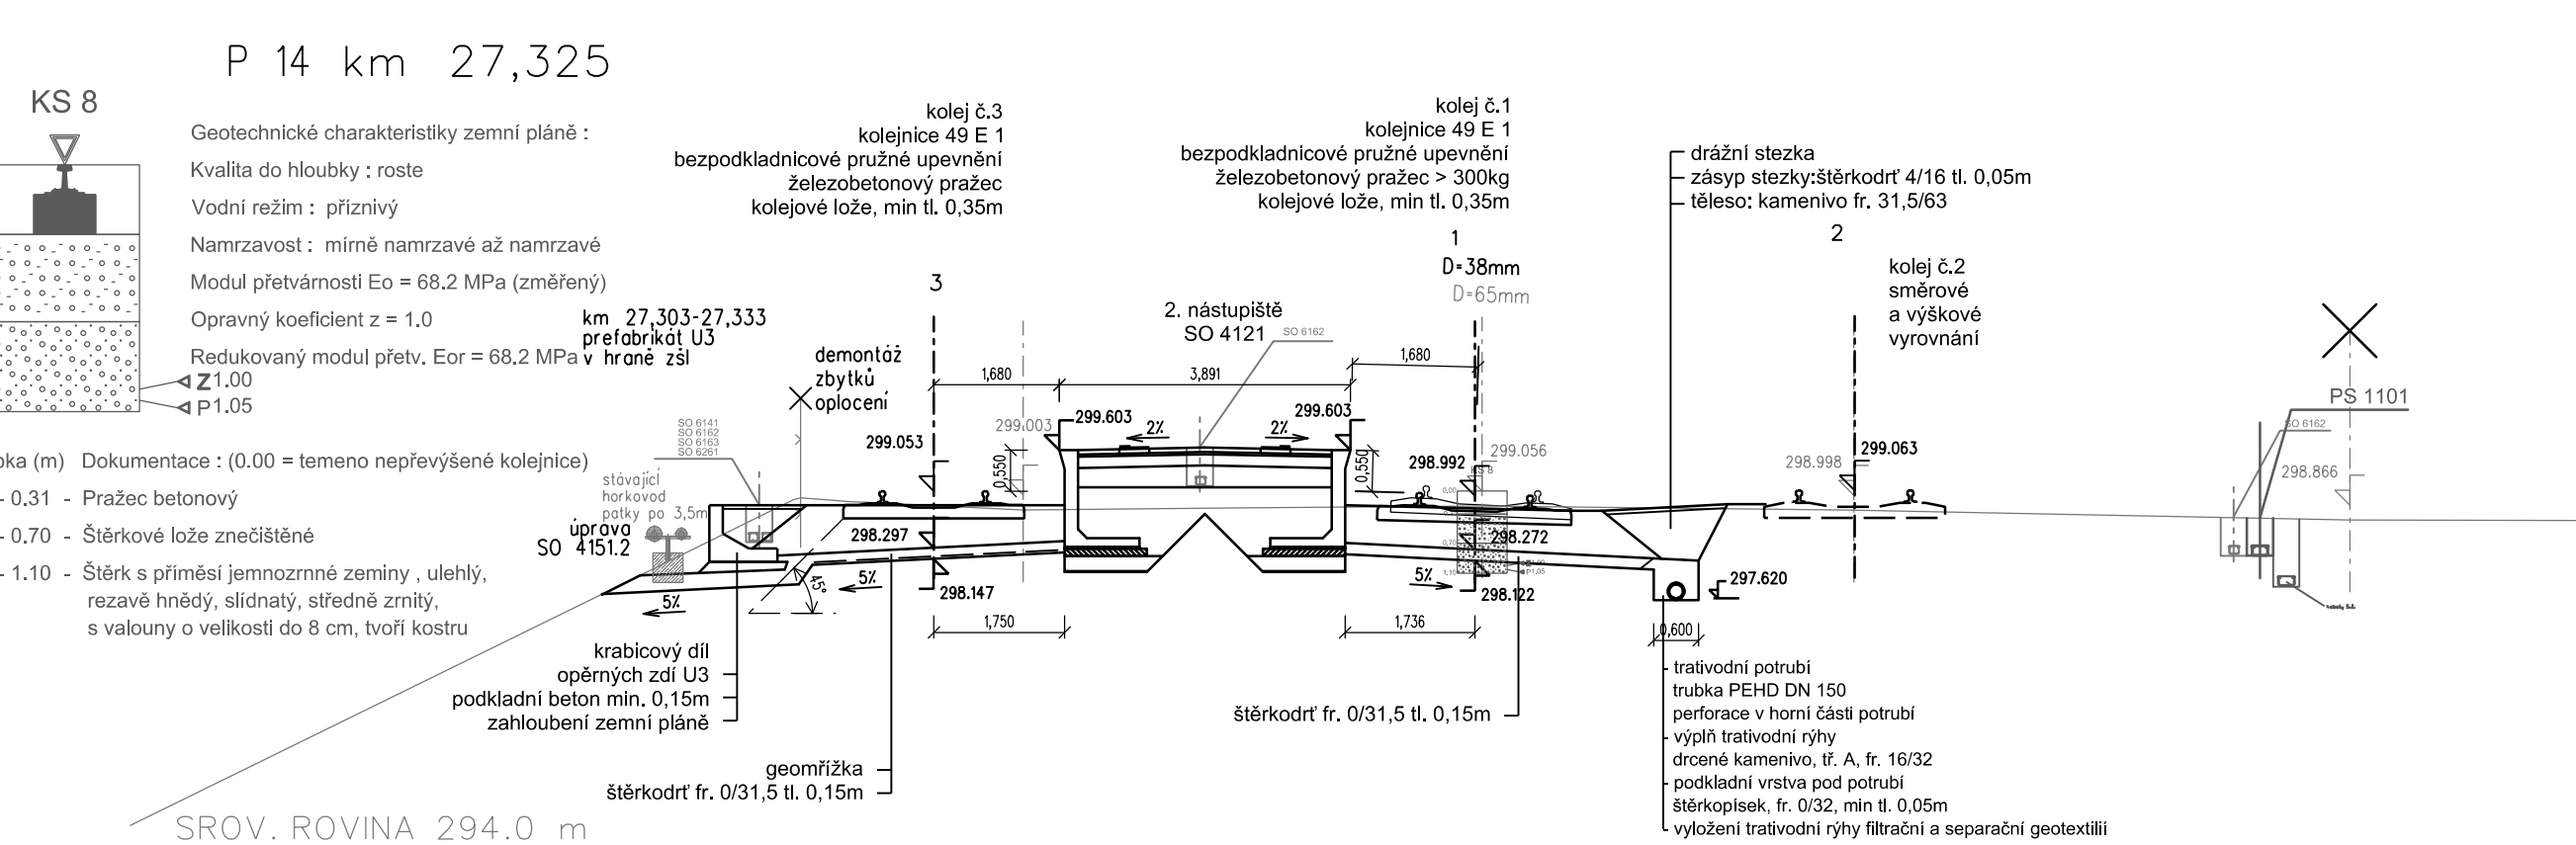 P 14 km 27,325
KS 8
Geotechnické charakteristiky zemní pláně :
Kvalita do hloubky : roste
Vodní režim : příznivý
Namrzavost : mírně namrzavé až namrzavé
Modul přetvárnosti Eo = 68.2 MPa (změřený)
Opravný koeficient z = 1.0
Redukovaný modul přetv. Eor = 68.2 MPa
Z 1.00
P 1.05
(m) Dokumentace : (0.00 = temeno nepřevýšené kolejnice)
- 0.31 - Pražec betonový
- 0.70 - Štěrkové lože znečištěné
- 1.10 - Štěrk s příměsí jemnozrnné zeminy , ulehlý,
rezavě hnědý, slídnatý, středně zrnitý,
s valouny o velikosti do 8 cm, tvoří kostru
SROV. ROVINA 294.0 m
km 27,303-27,333
prefabrikát U3
v hraně zšl
kolej č.3
kolejnice 49 E 1
bezpodkladnicové pružné upevnění
železobetonový pražec
kolejové lože, min tl. 0,35m
3
demontáž
zbytků
oplocení
SO 6141
SO 6162
SO 6163
SO 6261
stávající
horkovod
patky po 3,5m
úprava
SO 4151.2
1,680
3,891
1,680
299.053
299.003
299.603
299.603
2%
2%
0,550
0,550
2. nástupiště
SO 4121
SO 6162
kolej č.1
kolejnice 49 E 1
bezpodkladnicové pružné upevnění
železobetonový pražec > 300kg
kolejové lože, min tl. 0,35m
1
D=38mm
D=65mm
298.992
299.056
KS 8
0,00
0,70
1,10
P1.05
298.297
298.272
298.147
298.122
5%
5%
5%
45°
1,750
1,736
0,600
297.620
drážní stezka
zásyp stezky:štěrkodrť 4/16 tl. 0,05m
těleso: kamenivo fr. 31,5/63
2
kolej č.2
směrové
a výškové
vyrovnání
298.998
299.063
PS 1101
SO 6162
298.866
krabicový díl
opěrných zdí U3
podkladní beton min. 0,15m
zahloubení zemní pláně
geomřížka
štěrkodrť fr. 0/31,5 tl. 0,15m
štěrkodrť fr. 0/31,5 tl. 0,15m
trativodní potrubí
trubka PEHD DN 150
perforace v horní části potrubí
výplň trativodní rýhy
drcené kamenivo, tř. A, fr. 16/32
podkladní vrstva pod potrubí
štěrkopísek, fr. 0/32, min tl. 0,05m
vyložení trativodní rýhy filtrační a separační geotextilií